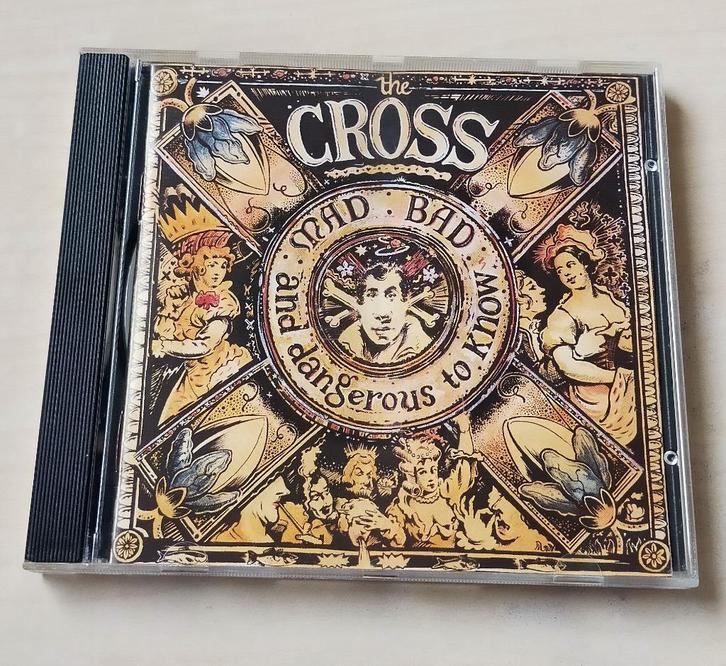 the
CROSS
MAD · BAD ·
and dangerous to Know